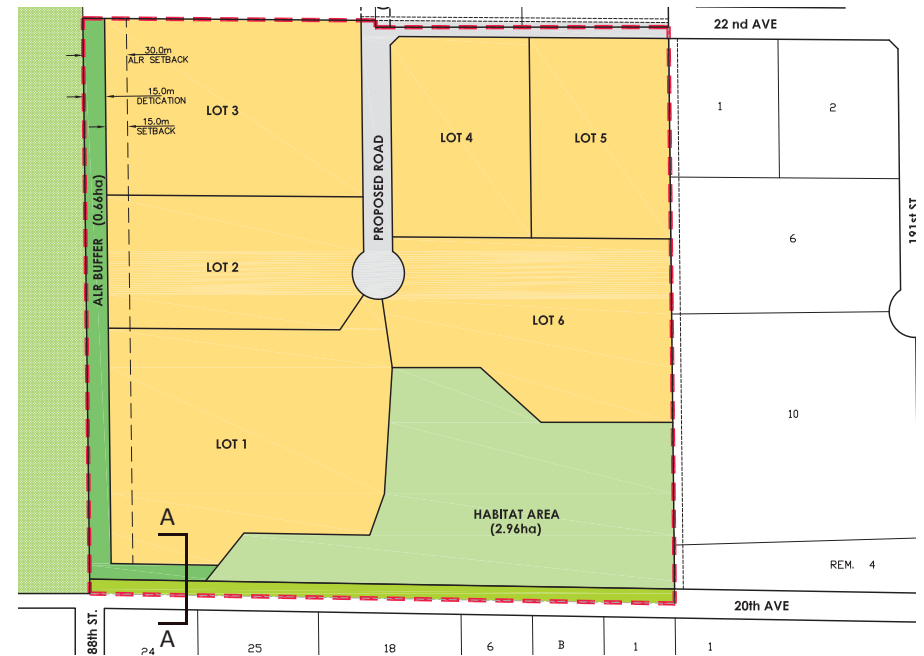 22 nd AVE
30.0m
ALR SETBACK
15.0m
DETICATION
15.0m
SETBACK
LOT 3
LOT 4
LOT 5
1
2
PROPOSED ROAD
ALR BUFFER (0.66ha)
191st ST.
6
LOT 2
LOT 6
10
LOT 1
HABITAT AREA
(2.96ha)
A
REM. 4
20th AVE
88th ST.
A
24
25
18
6
B
1
1